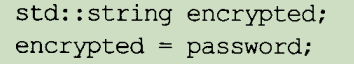 std::string encrypted;
encrypted = password;